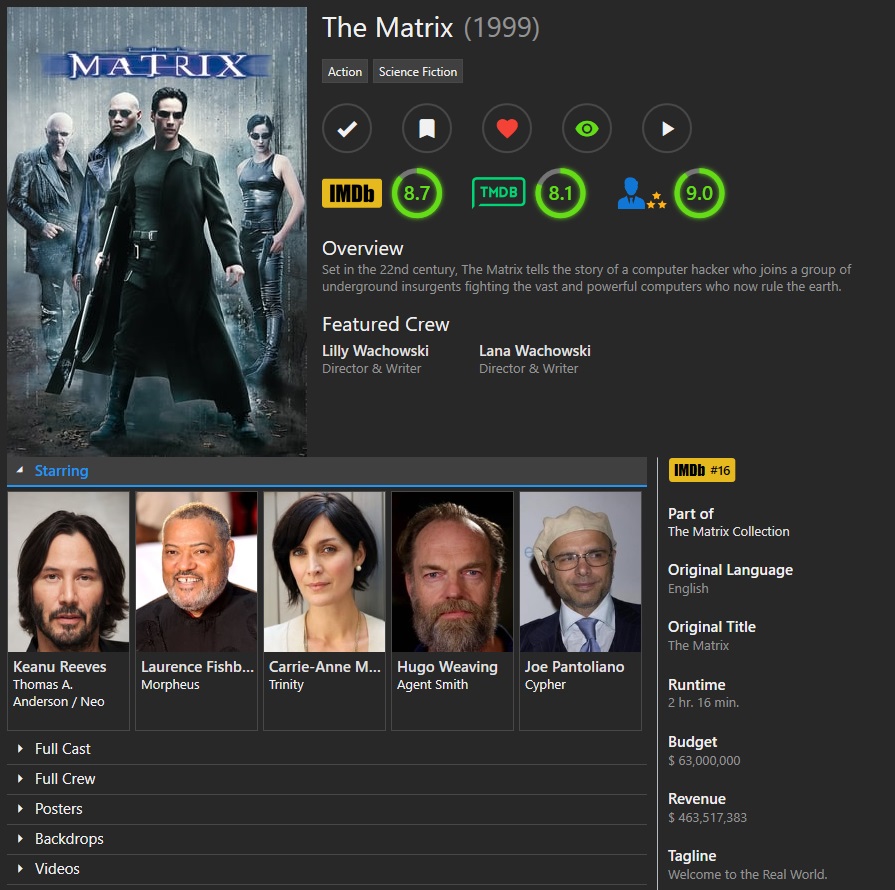 THE
MATRIX
The Matrix (1999)
Action
Science Fiction
IMDb
8.7
TMDB
8.1
9.0
Overview
Set in the 22nd century, The Matrix tells the story of a computer hacker who joins a group of
underground insurgents fighting the vast and powerful computers who now rule the earth.
Featured Crew
Lilly Wachowski
Director & Writer
Lana Wachowski
Director & Writer
Starring
Keanu Reeves
Thomas A.
Anderson / Neo
Laurence Fishb...
Morpheus
Carrie-Anne M...
Trinity
Hugo Weaving
Agent Smith
Joe Pantoliano
Cypher
Full Cast
Full Crew
Posters
Backdrops
Videos
IMDb #16
Part of
The Matrix Collection
Original Language
English
Original Title
The Matrix
Runtime
2 hr. 16 min.
Budget
$ 63,000,000
Revenue
$ 463,517,383
Tagline
Welcome to the Real World.